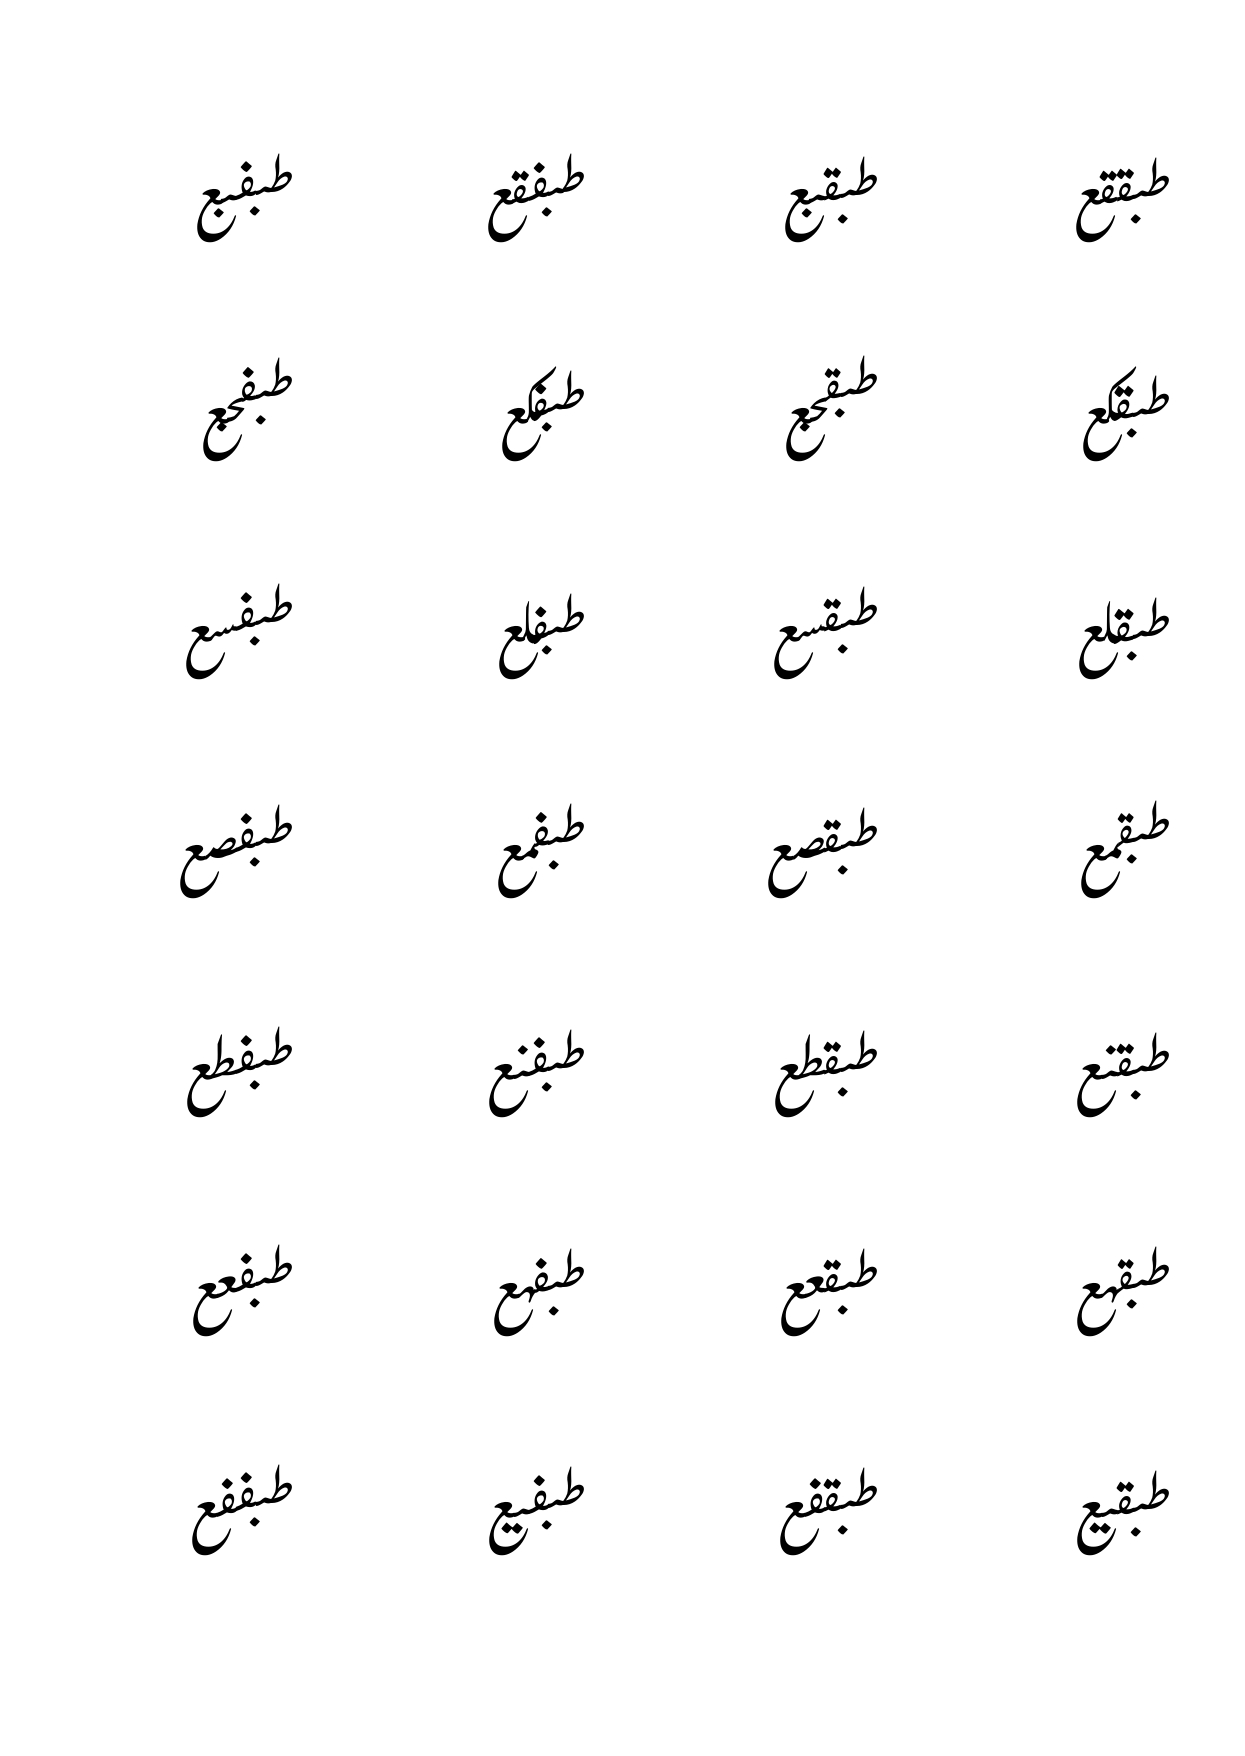 طبققع طبقبع طبفقع طبفبع
طبقكع طبقجع طبفكع طبفجع
طبقلع طبقسع طبفلع طبفسع
طبقمع طبقصع طبفمع طبفصع
طبقنع طبقطع طبفنع طبفطع
طبقهع طبقعع طبفهع طبفعع
طبقيع طبقفع طبفيع طبففع